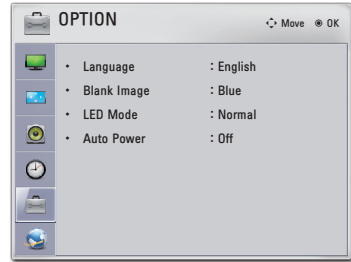 OPTION
Move OK
Language : English
Blank Image : Blue
LED Mode : Normal
Auto Power : Off